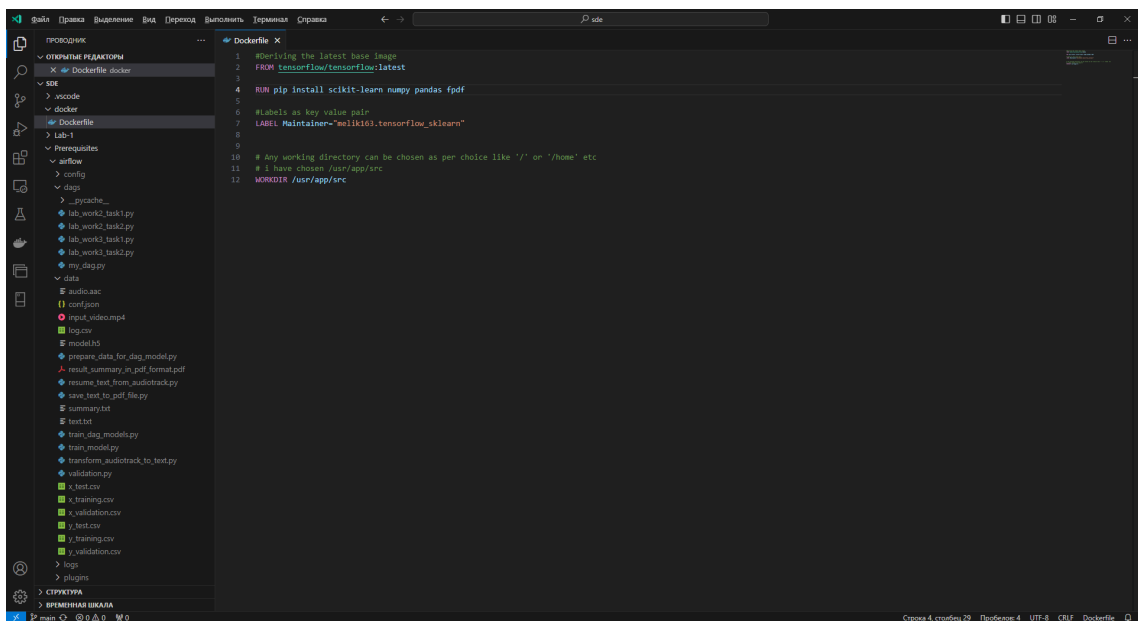 Файл Правка Выделение Вид Переход Выполнить Терминал Справка
sde
ПРОВОДНИК
Dockerfile
ОТКРЫТЫЕ РЕДАКТОРЫ
Dockerfile docker
SDE
.vscode
docker
Dockerfile
Lab-1
Prerequisites
airflow
config
dags
__pycache__
lab_work2_task1.py
lab_work2_task2.py
lab_work3_task1.py
lab_work3_task2.py
my_dag.py
data
audio.aac
conf.json
input_video.mp4
log.csv
model.h5
prepare_data_for_dag_model.py
result_summary_in_pdf_format.pdf
resume_text_from_audiotrack.py
save_text_to_pdf_file.py
summary.txt
text.txt
train_dag_models.py
train_model.py
transform_audiotrack_to_text.py
validation.py
x_test.csv
x_training.csv
x_validation.csv
y_test.csv
y_training.csv
y_validation.csv
logs
plugins
СТРУКТУРА
ВРЕМЕННАЯ ШКАЛА
1 #Deriving the latest base image
2 FROM tensorflow/tensorflow:latest
3
4 RUN pip install scikit-learn numpy pandas fpdf
5
6 #Labels as key value pair
7 LABEL Maintainer="melik163.tensorflow_sklearn"
8
9
10 # Any working directory can be chosen as per choice like '/' or '/home' etc
11 # i have chosen /usr/app/src
12 WORKDIR /usr/app/src
main 0 0 0 Строка 4, столбец 29 Пробелов: 4 UTF-8 CRLF Dockerfile